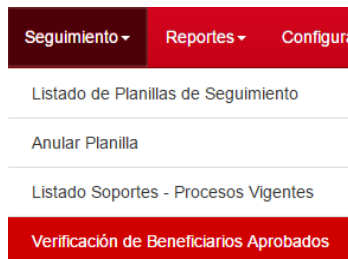 Seguimiento Reportes Configura
Listado de Planillas de Seguimiento
Anular Planilla
Listado Soportes - Procesos Vigentes
Verificación de Beneficiarios Aprobados